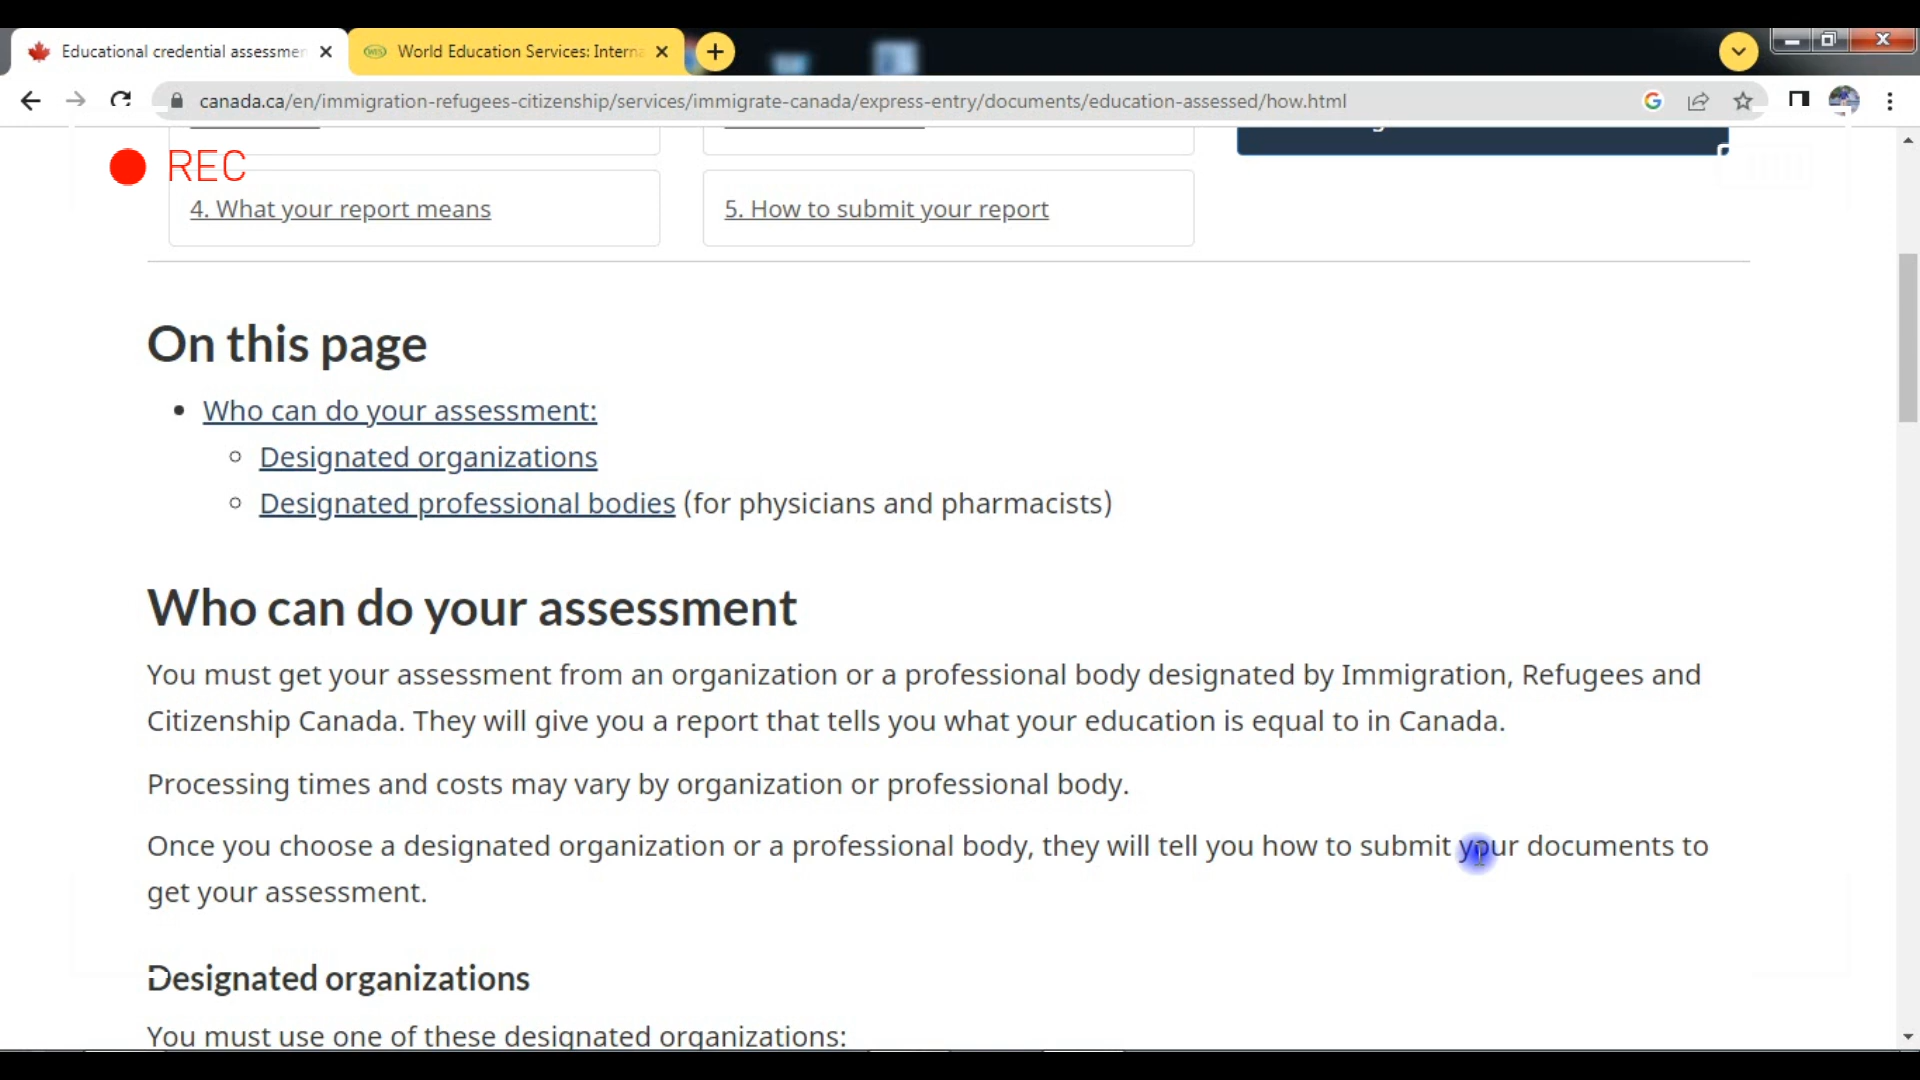 Educational credential assessmen
World Education Services: Interna
canada.ca/en/immigration-refugees-citizenship/services/immigrate-canada/express-entry/documents/education-assessed/how.html
REC
4. What your report means
5. How to submit your report
On this page
Who can do your assessment:
Designated organizations
Designated professional bodies (for physicians and pharmacists)
Who can do your assessment
You must get your assessment from an organization or a professional body designated by Immigration, Refugees and
Citizenship Canada. They will give you a report that tells you what your education is equal to in Canada.
Processing times and costs may vary by organization or professional body.
Once you choose a designated organization or a professional body, they will tell you how to submit your documents to
get your assessment.
Designated organizations
You must use one of these designated organizations: